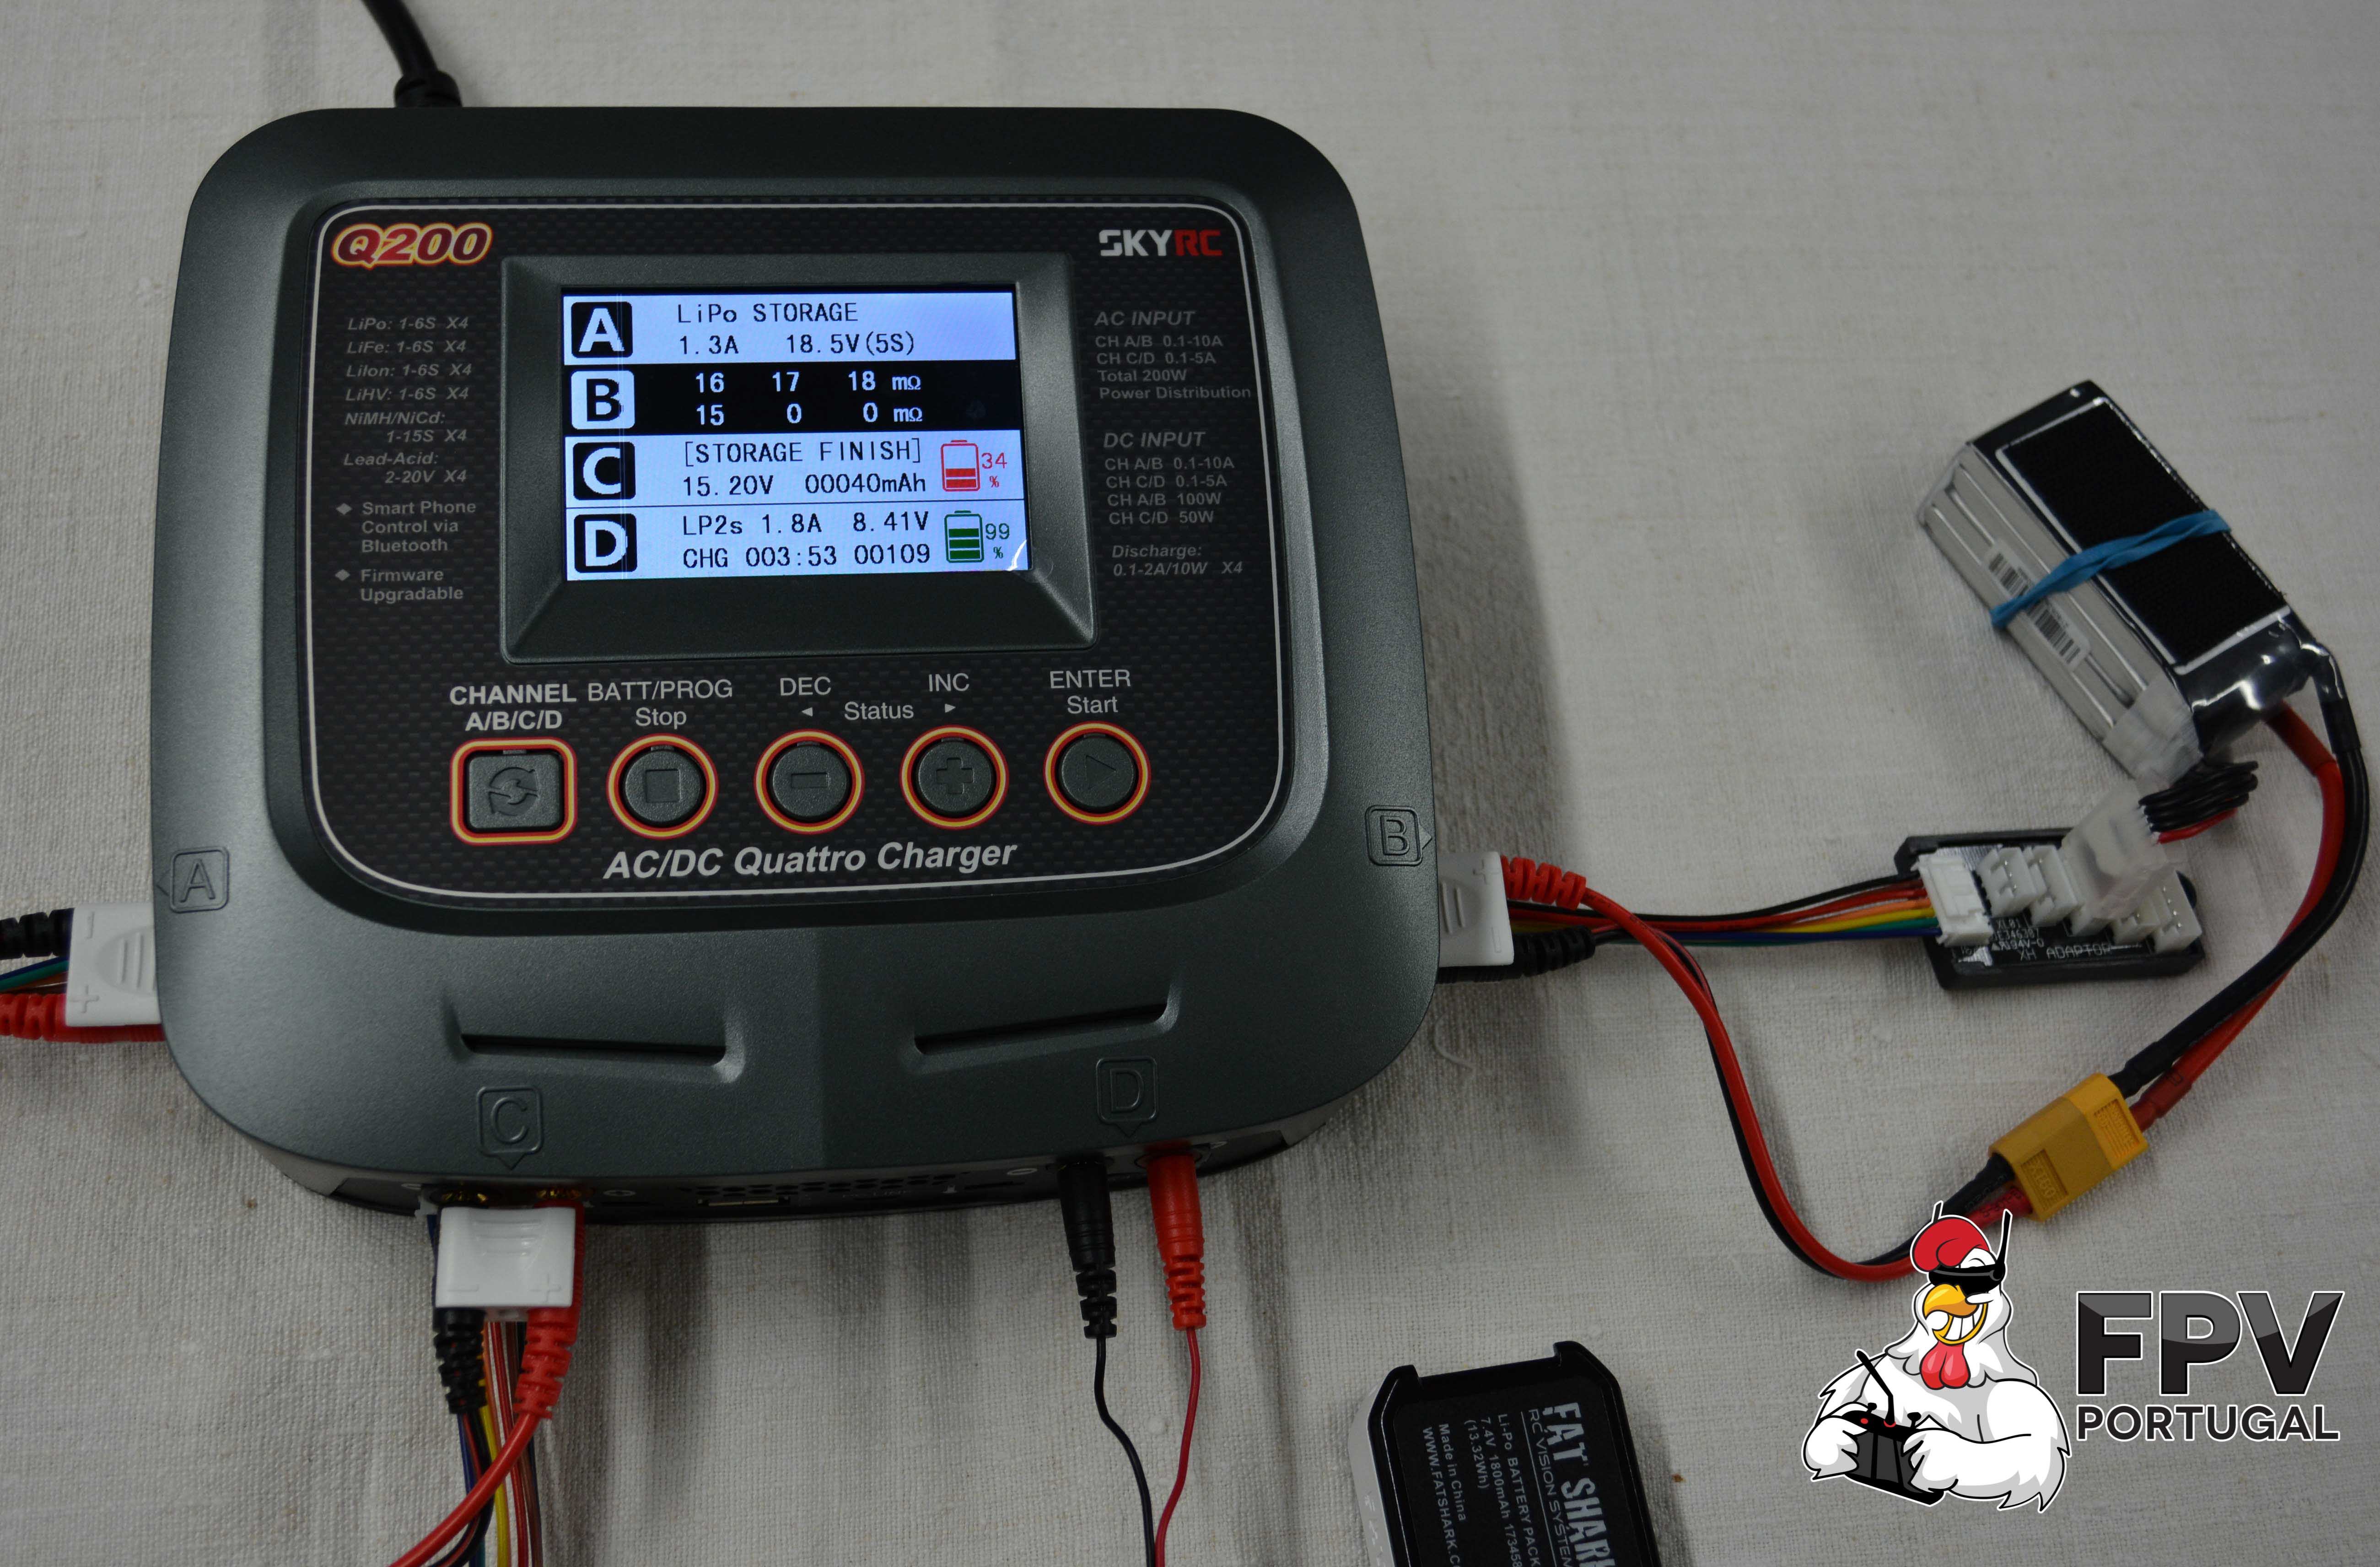 Q200
SKYRC
LiPo: 1-6S X4
LiFe: 1-6S X4
LiIon: 1-6S X4
LiHV: 1-6S X4
NiMH/NiCd:
1-15S X4
Lead-Acid:
2-20V X4
◆ Smart Phone
Control via
Bluetooth
◆ Firmware
Upgradable
A
LiPo STORAGE
1.3A 18.5V(5S)
B
16 17 18 mΩ
15 0 0 mΩ
C
[STORAGE FINISH]
15.20V 00040mAh
34
%
D
LP2s 1.8A 8.41V
CHG 003:53 00109
99
%
AC INPUT
CH A/B 0.1-10A
CH C/D 0.1-5A
Total 200W
Power Distribution
DC INPUT
CH A/B 0.1-10A
CH C/D 0.1-5A
CH A/B 100W
CH C/D 50W
Discharge:
0.1-2A/10W X4
CHANNEL
A/B/C/D
BATT/PROG
Stop
DEC
◄ Status ►
INC
ENTER
Start
AC/DC Quattro Charger
A
B
C
D
XH ADAPTOR
FAT SHARK
RC VISION SYSTEM
Li-Po BATTERY PACK
7.4V 1800mAh
(13.32Wh)
Made in China
WWW.FATSHARK.C
FPV
PORTUGAL